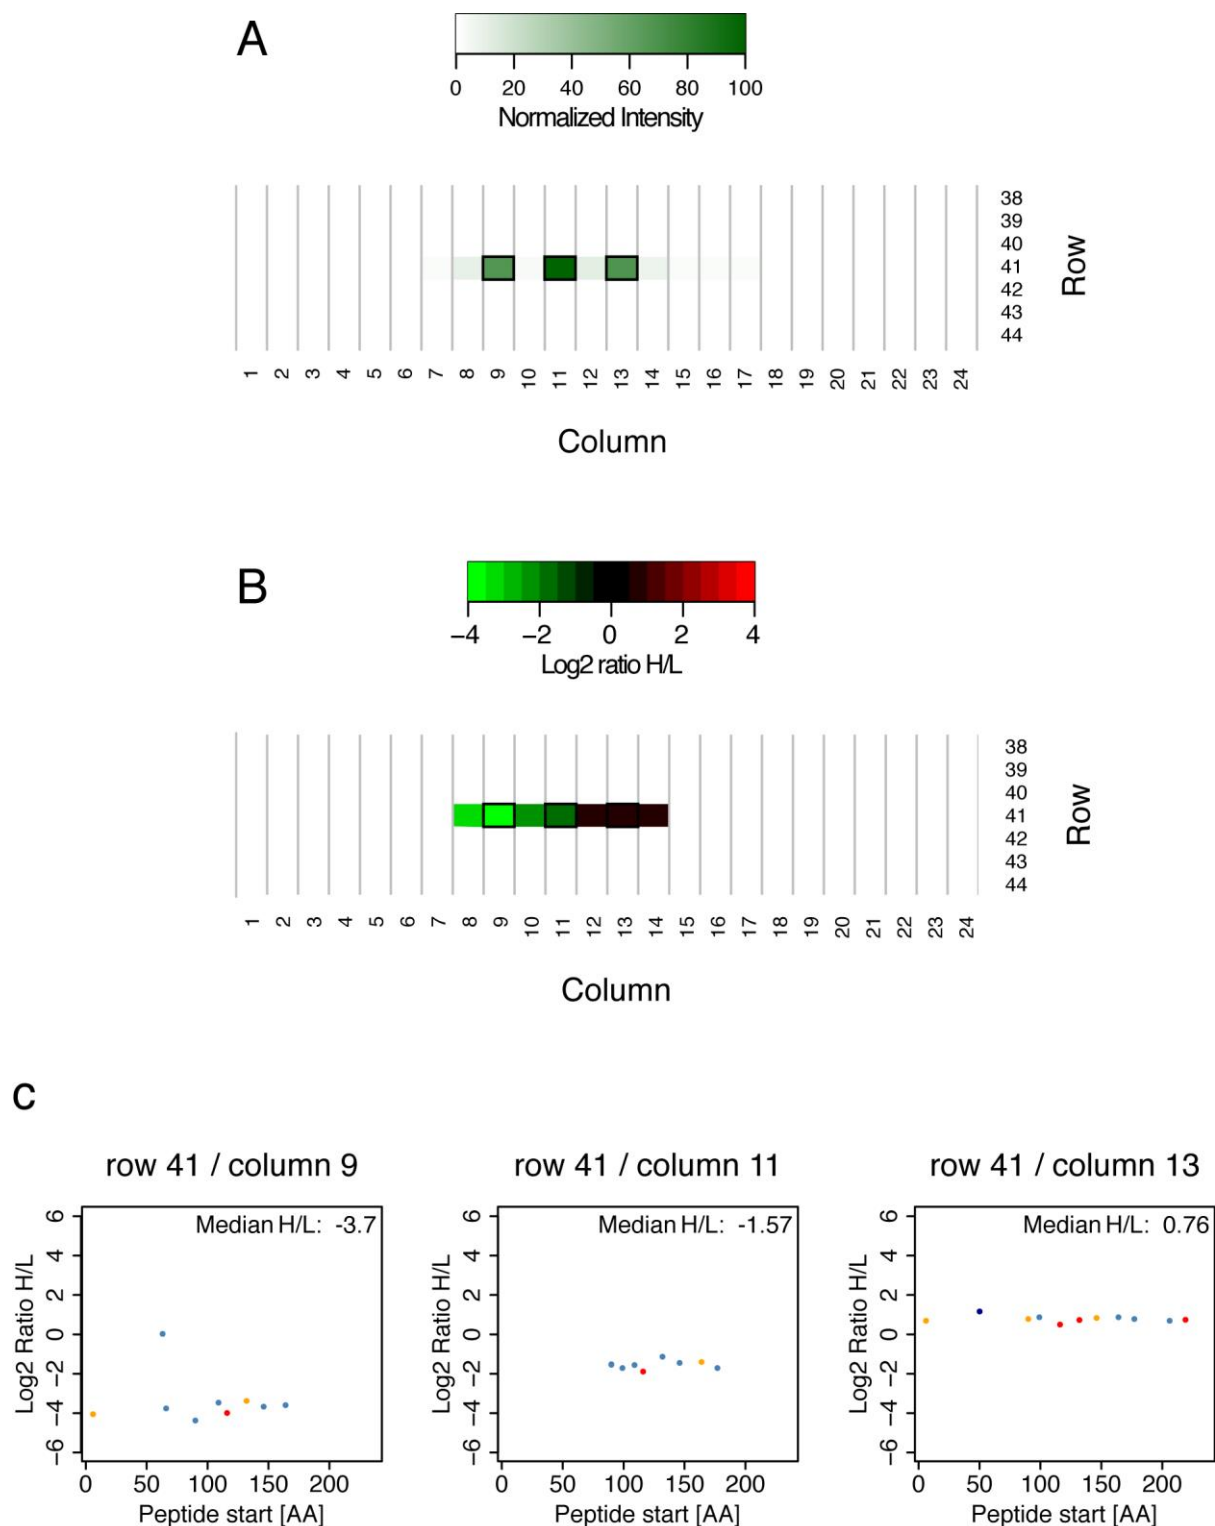 A
0 20 40 60 80 100
Normalized Intensity
38
39
40
41
42
43
44
Row
1 2 3 4 5 6 7 8 9 10 11 12 13 14 15 16 17 18 19 20 21 22 23 24
Column
B
−4 −2 0 2 4
Log2 ratio H/L
38
39
40
41
42
43
44
Row
1 2 3 4 5 6 7 8 9 10 11 12 13 14 15 16 17 18 19 20 21 22 23 24
Column
c
row 41 / column 9
Median H/L: -3.7
Log2 Ratio H/L
6
4
2
0
−2
−4
−6
0 50 100 150 200
Peptide start [AA]
row 41 / column 11
Median H/L: -1.57
Log2 Ratio H/L
6
4
2
0
−2
−4
−6
0 50 100 150 200
Peptide start [AA]
row 41 / column 13
Median H/L: 0.76
Log2 Ratio H/L
6
4
2
0
−2
−4
−6
0 50 100 150 200
Peptide start [AA]